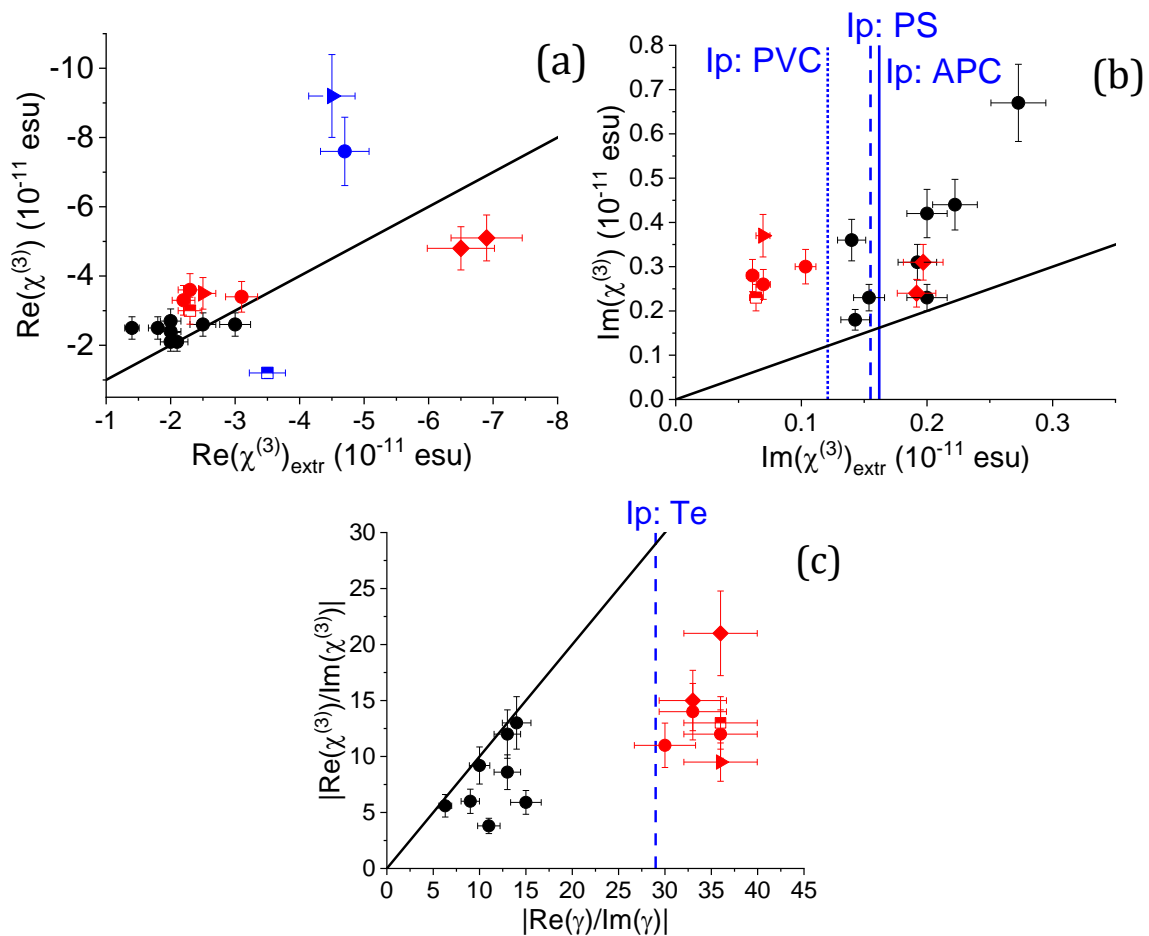 (a)
-10
-8
-6
-4
-2
Re(χ⁽³⁾) (10⁻¹¹ esu)
-1 -2 -3 -4 -5 -6 -7 -8
Re(χ⁽³⁾)extr (10⁻¹¹ esu)
Ip: PS
Ip: PVC
Ip: APC
(b)
0.8
0.7
0.6
0.5
0.4
0.3
0.2
0.1
0.0
Im(χ⁽³⁾) (10⁻¹¹ esu)
0.0 0.1 0.2 0.3
Im(χ⁽³⁾)extr (10⁻¹¹ esu)
Ip: Te
(c)
30
25
20
15
10
5
0
|Re(χ⁽³⁾)/Im(χ⁽³⁾)|
0 5 10 15 20 25 30 35 40 45
|Re(γ)/Im(γ)|